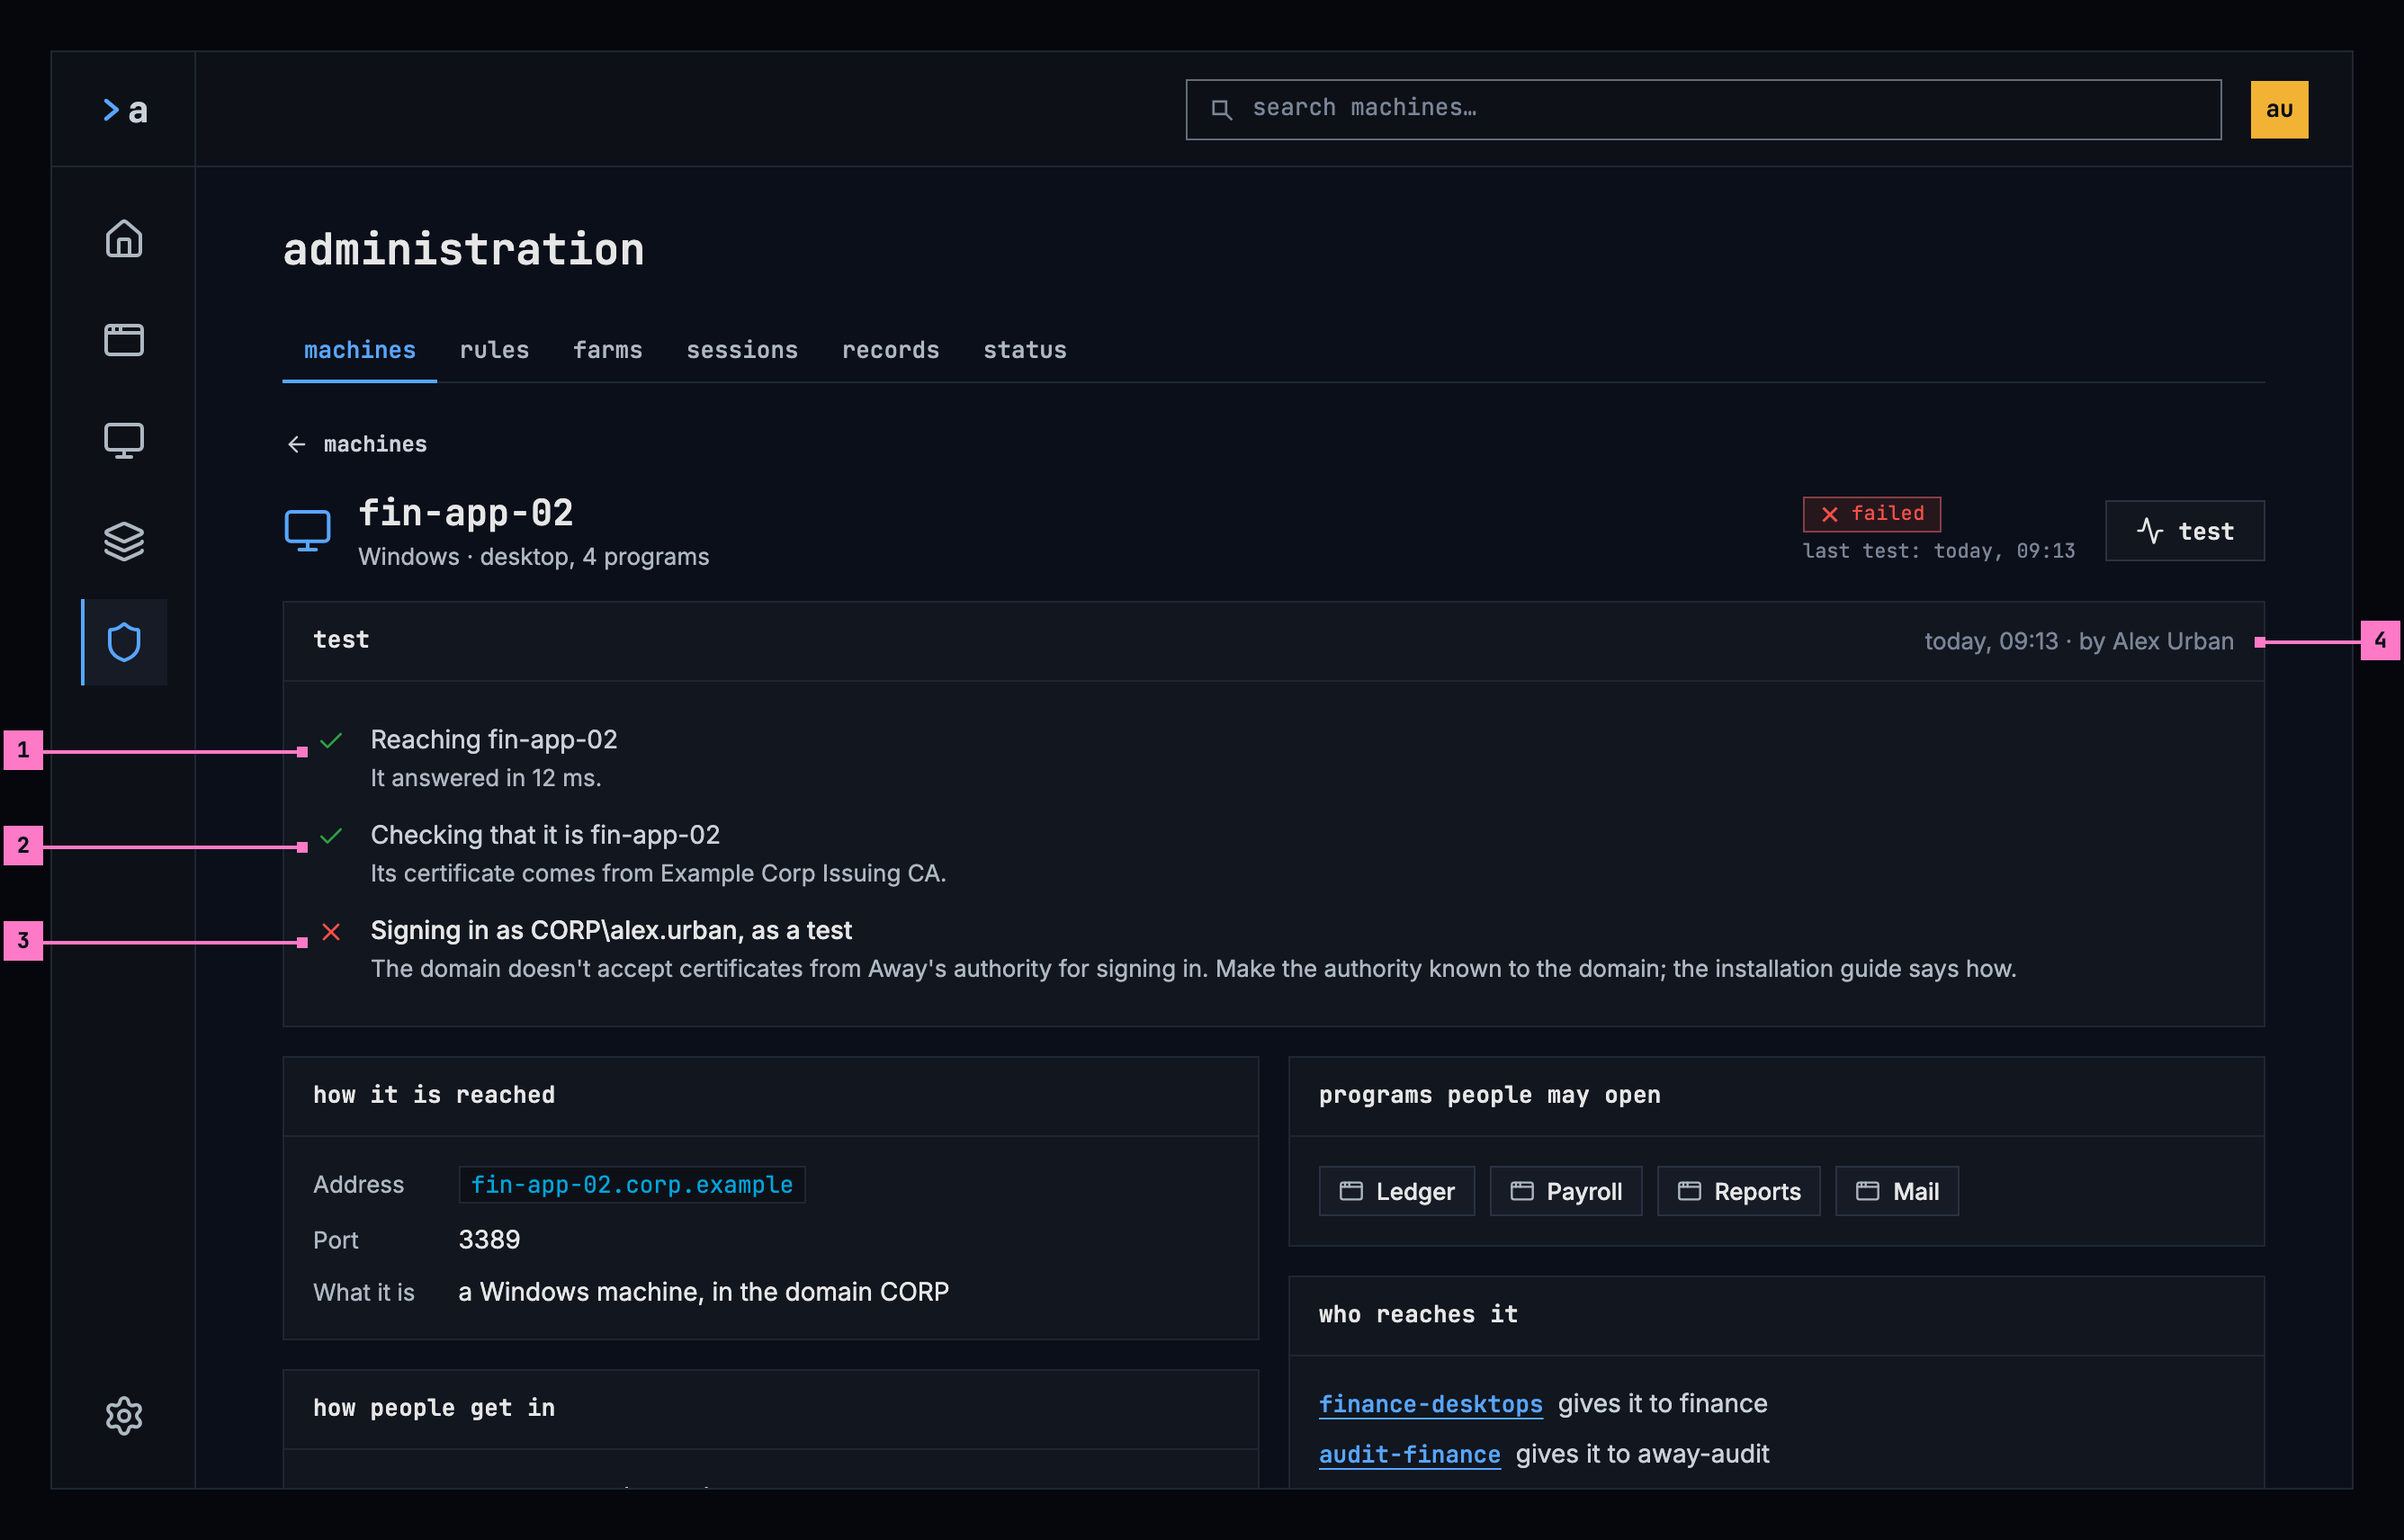 > a
search machines…
au
administration
machines
rules
farms
sessions
records
status
← machines
fin-app-02
Windows · desktop, 4 programs
failed
last test: today, 09:13
test
test
today, 09:13 · by Alex Urban
4
1
Reaching fin-app-02
It answered in 12 ms.
2
Checking that it is fin-app-02
Its certificate comes from Example Corp Issuing CA.
3
Signing in as CORP\alex.urban, as a test
The domain doesn't accept certificates from Away's authority for signing in. Make the authority known to the domain; the installation guide says how.
how it is reached
Address fin-app-02.corp.example
Port 3389
What it is a Windows machine, in the domain CORP
how people get in
programs people may open
Ledger
Payroll
Reports
Mail
who reaches it
finance-desktops gives it to finance
audit-finance gives it to away-audit